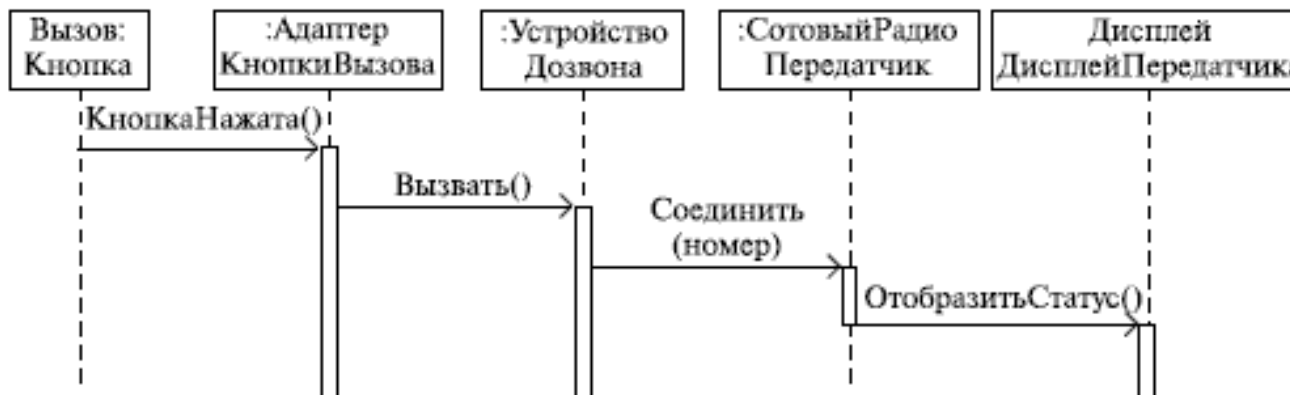 Вызов:
Кнопка
:Адаптер
КнопкиВызова
:Устройство
Дозвона
:СотовыйРадио
Передатчик
Дисплей
ДисплейПередатчика
КнопкаНажата()
Вызвать()
Соединить
(номер)
ОтобразитьСтатус()